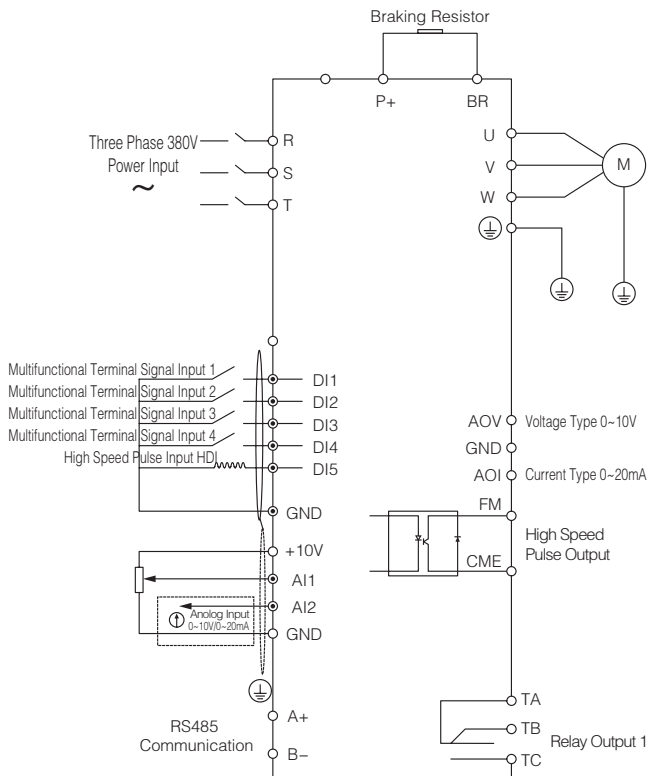 Braking Resistor
P+ BR
Three Phase 380V
Power Input
~
R
S
T
U
V
W
M
Multifunctional Terminal Signal Input 1
Multifunctional Terminal Signal Input 2
Multifunctional Terminal Signal Input 3
Multifunctional Terminal Signal Input 4
High Speed Pulse Input HDI
DI1
DI2
DI3
DI4
DI5
GND
+10V
AI1
AI2
GND
Anolog Input
0~10V/0~20mA
RS485
Communication
A+
B−
AOV Voltage Type 0~10V
GND
AOI Current Type 0~20mA
FM
CME
High Speed
Pulse Output
TA
TB
TC
Relay Output 1